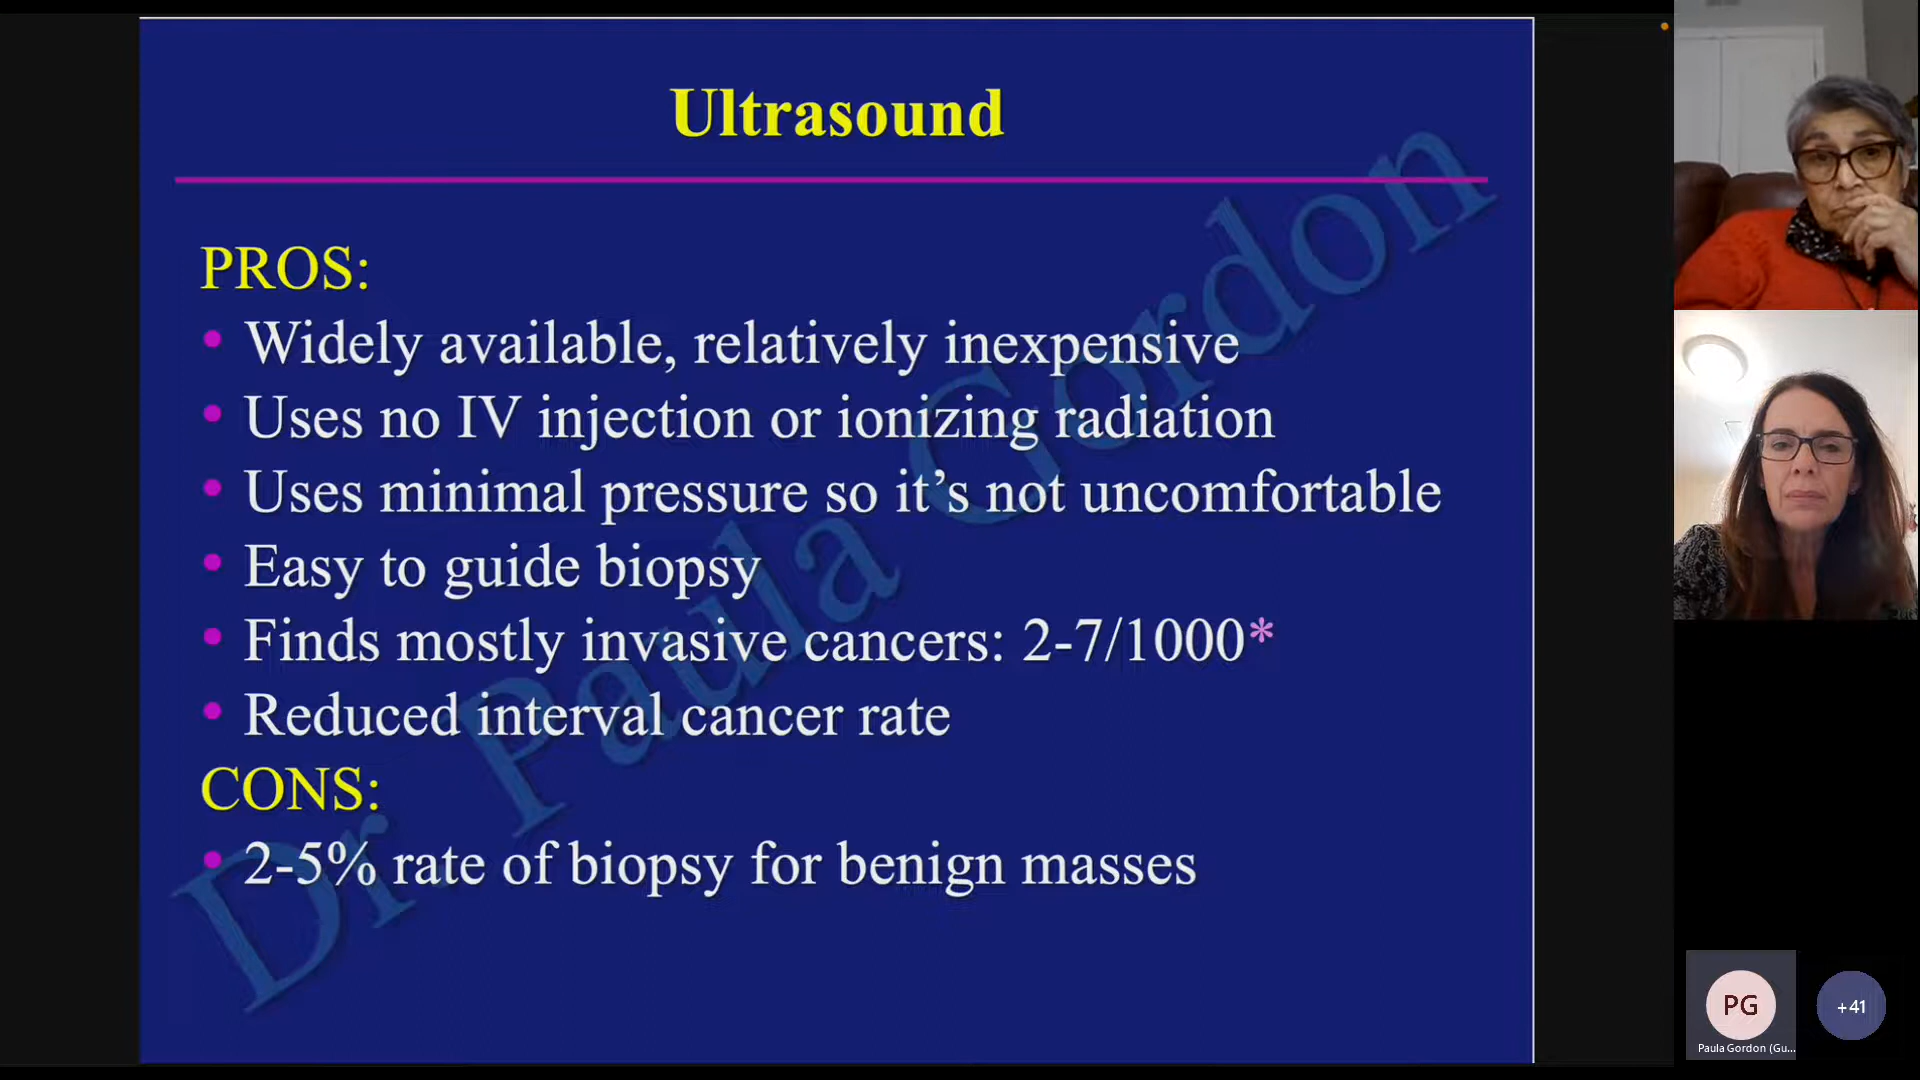 Ultrasound
PROS:
• Widely available, relatively inexpensive
• Uses no IV injection or ionizing radiation
• Uses minimal pressure so it’s not uncomfortable
• Easy to guide biopsy
• Finds mostly invasive cancers: 2-7/1000*
• Reduced interval cancer rate
CONS:
• 2-5% rate of biopsy for benign masses
Dr. Paula Gordon
PG
Paula Gordon (Gu...
+41